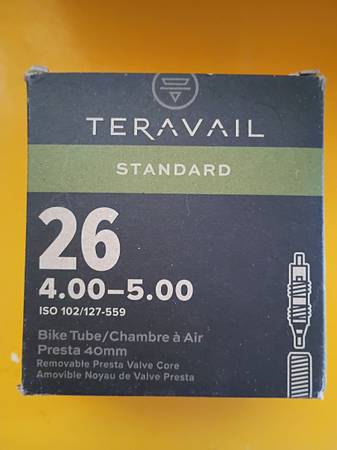 TERAVAIL
STANDARD
26
4.00–5.00
ISO 102/127-559
Bike Tube/Chambre à Air
Presta 40mm
Removable Presta Valve Core
Amovible Noyau de Valve Presta